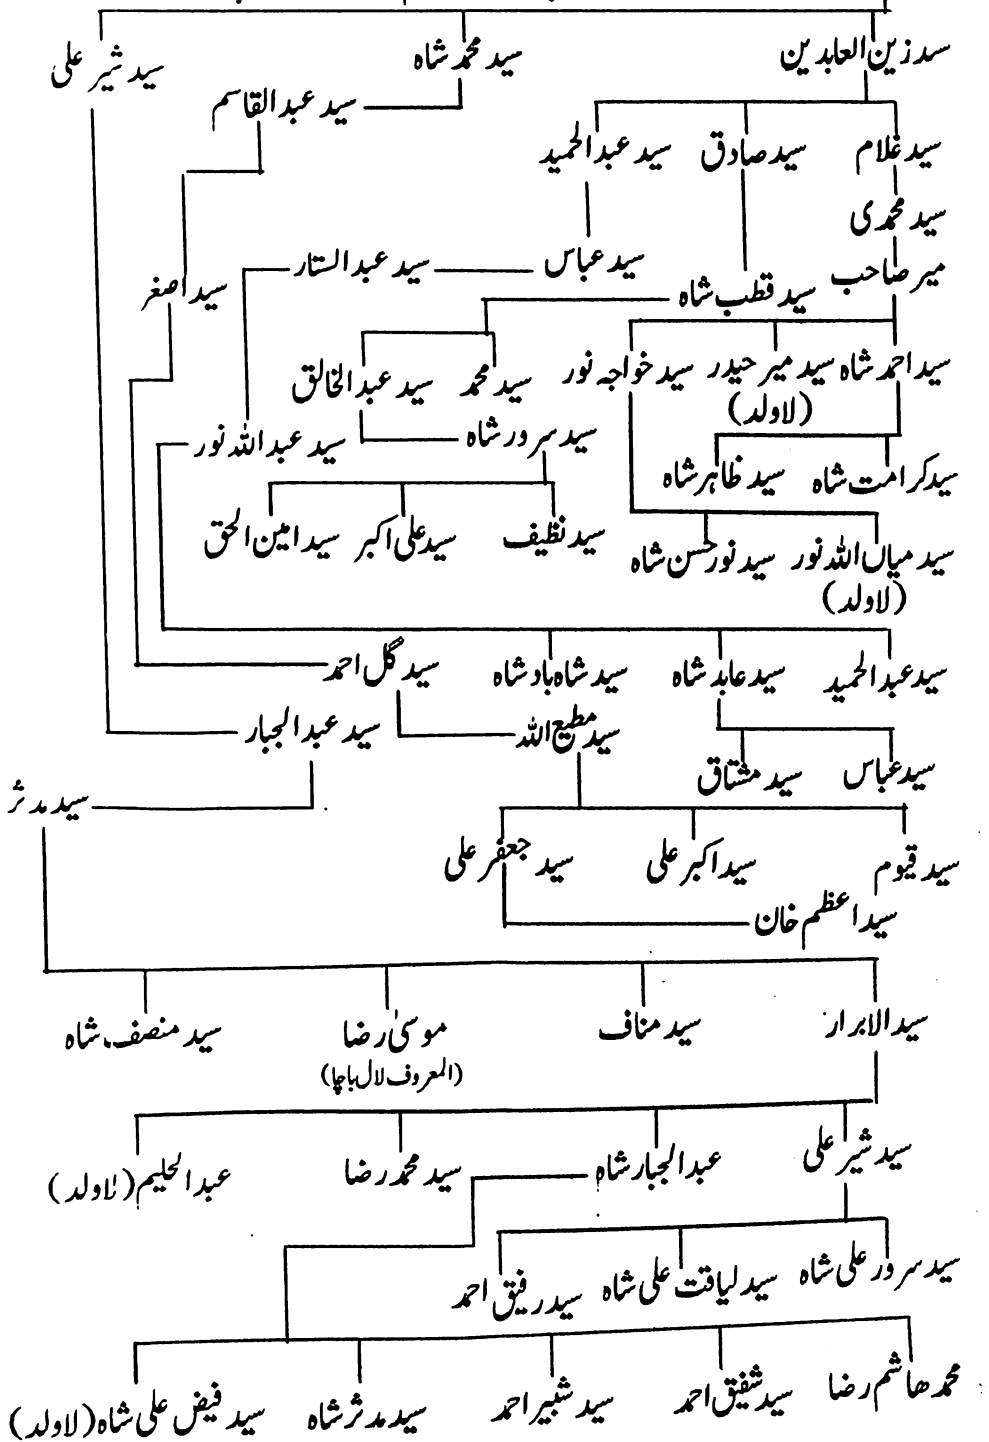 سید زین العابدین سید محمد شاہ سید شیر علی
سید عبدالقاسم
سید غلام سید صادق سید عبدالحمید
سید محمدی
میر صاحب سید عباس سید عبدالستار سید اصغر
سید قطب شاہ
سید احمد شاہ سید میر حیدر سید خواجہ نور سید محمد سید عبدالخالق
(لاولد)
سید سرور شاہ سید عبداللہ نور
سید کرامت شاہ سید ظاہر شاہ
سید نظیف سید علی اکبر سید امین الحق
سید میاں اللہ نور سید نور حسن شاہ
(لاولد)
سید عبدالحمید سید عابد شاہ سید شاہ بادشاہ سید گل احمد
سید مطیع اللہ سید عبدالجبار
سید عباس سید مشتاق
سید مدثر
سید قیوم سید اکبر علی سید جعفر علی
سید اعظم خان
سید الابرار سید مناف موسیٰ رضا سید منصف شاہ
(المعروف لال باچا)
سید شیر علی عبدالجبار شاہ سید محمد رضا عبدالحلیم (لاولد)
سید سرور علی شاہ سید لیاقت علی شاہ سید رفیق احمد
محمد ھاشم رضا سید شفیق احمد سید شبیر احمد سید مدثر شاہ سید فیض علی شاہ (لاولد)